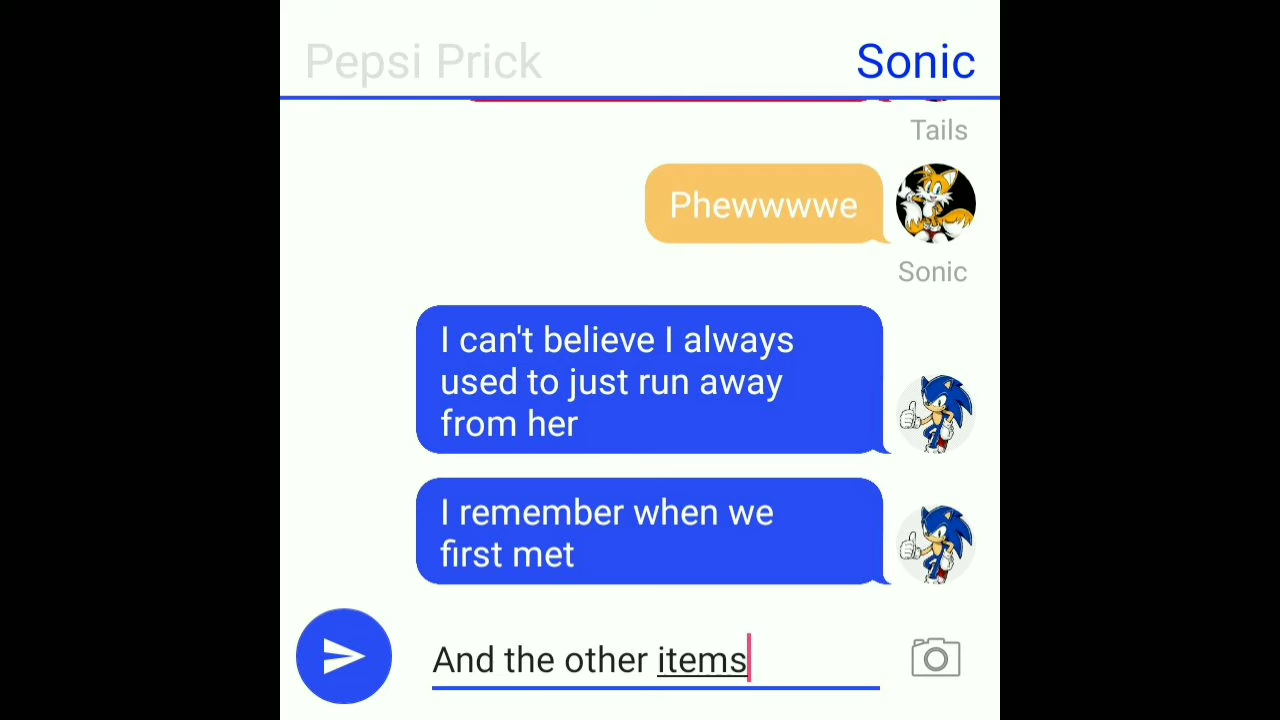 Pepsi Prick
Sonic
Tails
Phewwwwe
Sonic
I can't believe I always
used to just run away
from her
I remember when we
first met
And the other items